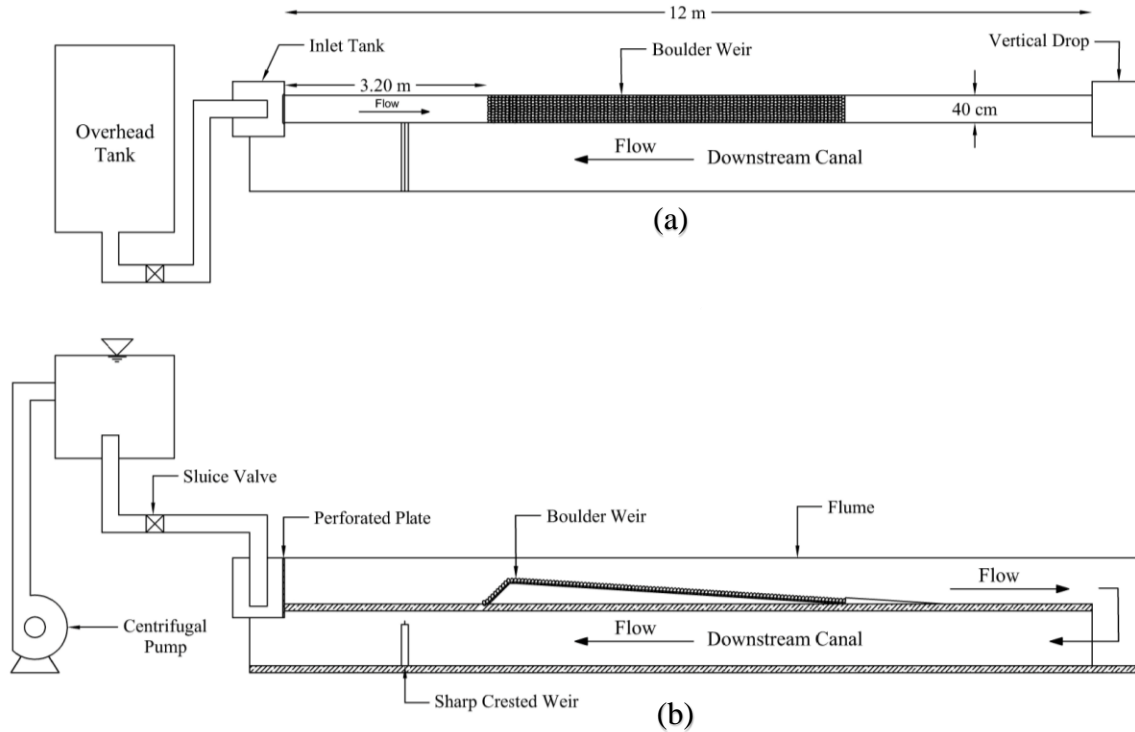 12 m
Inlet Tank
Boulder Weir
Vertical Drop
3.20 m
Flow
40 cm
Overhead
Tank
Flow
Downstream Canal
(a)
Sluice Valve
Perforated Plate
Boulder Weir
Flume
Flow
Centrifugal
Pump
Flow
Downstream Canal
Sharp Crested Weir
(b)